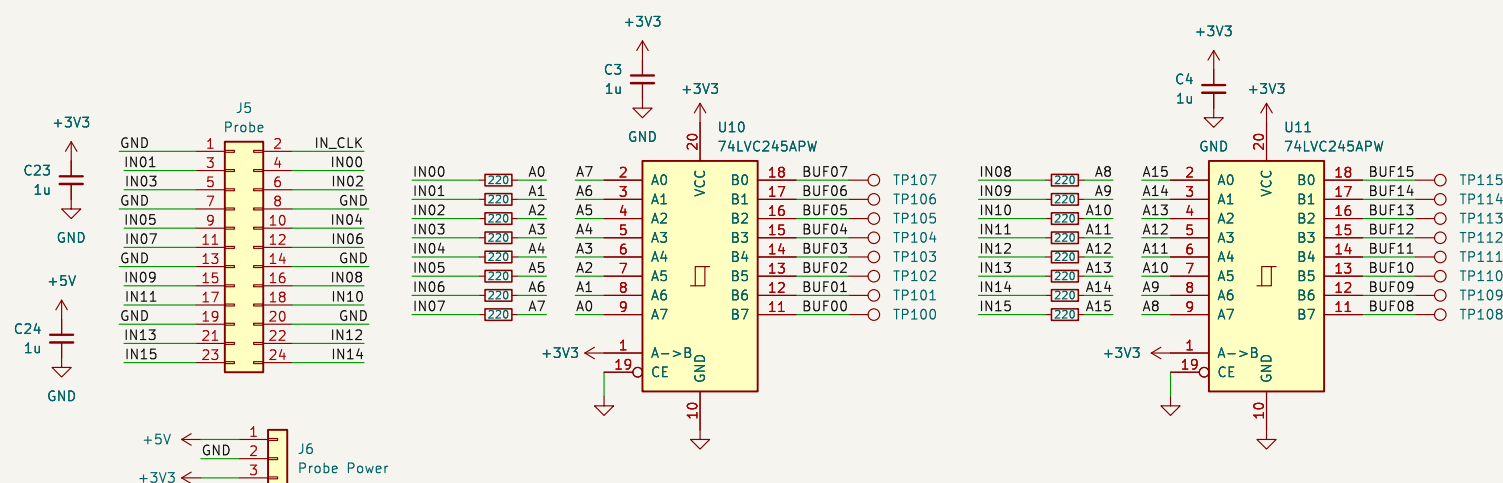 +3V3
C23
1u
GND
+5V
C24
1u
GND
J5
Probe
GND 1 2 IN_CLK
IN01 3 4 IN00
IN03 5 6 IN02
GND 7 8 GND
IN05 9 10 IN04
IN07 11 12 IN06
GND 13 14 GND
IN09 15 16 IN08
IN11 17 18 IN10
GND 19 20 GND
IN13 21 22 IN12
IN15 23 24 IN14
+5V 1
GND 2
+3V3 3
J6
Probe Power
+3V3
C3
1u
GND
+3V3
20
U10
74LVC245APW
VCC
IN00 220 A0
IN01 220 A1
IN02 220 A2
IN03 220 A3
IN04 220 A4
IN05 220 A5
IN06 220 A6
IN07 220 A7
A7 2 A0 B0 18 BUF07 TP107
A6 3 A1 B1 17 BUF06 TP106
A5 4 A2 B2 16 BUF05 TP105
A4 5 A3 B3 15 BUF04 TP104
A3 6 A4 B4 14 BUF03 TP103
A2 7 A5 B5 13 BUF02 TP102
A1 8 A6 B6 12 BUF01 TP101
A0 9 A7 B7 11 BUF00 TP100
+3V3 1 A->B
19 CE
GND
10
+3V3
C4
1u
GND
+3V3
20
U11
74LVC245APW
VCC
IN08 220 A8
IN09 220 A9
IN10 220 A10
IN11 220 A11
IN12 220 A12
IN13 220 A13
IN14 220 A14
IN15 220 A15
A15 2 A0 B0 18 BUF15 TP115
A14 3 A1 B1 17 BUF14 TP114
A13 4 A2 B2 16 BUF13 TP113
A12 5 A3 B3 15 BUF12 TP112
A11 6 A4 B4 14 BUF11 TP111
A10 7 A5 B5 13 BUF10 TP110
A9 8 A6 B6 12 BUF09 TP109
A8 9 A7 B7 11 BUF08 TP108
+3V3 1 A->B
19 CE
GND
10